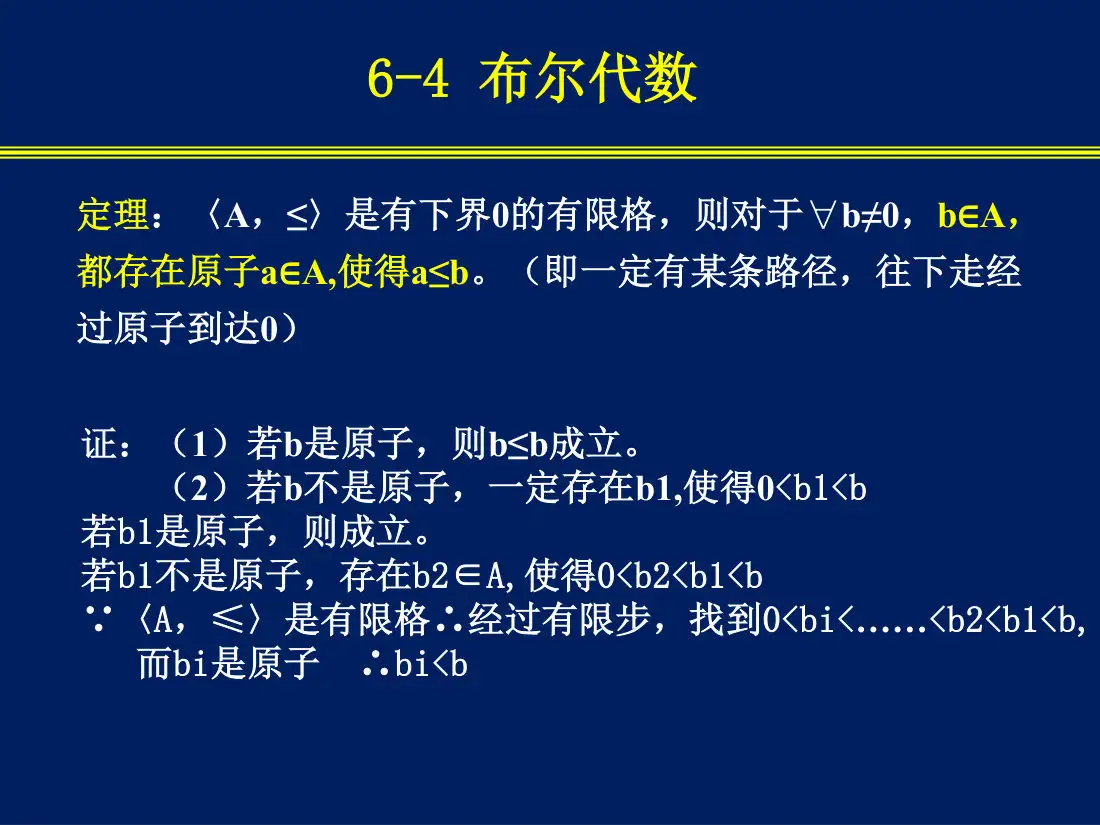 6-4 布尔代数
定理：〈A，≤〉是有下界0的有限格，则对于∀b≠0，b∈A，
都存在原子a∈A,使得a≤b。（即一定有某条路径，往下走经
过原子到达0）
证：（1）若b是原子，则b≤b成立。
（2）若b不是原子，一定存在b1,使得0<b1<b
若b1是原子，则成立。
若b1不是原子，存在b2∈A,使得0<b2<b1<b
∵〈A，≤〉是有限格∴经过有限步，找到0<bi<……<b2<b1<b,
而bi是原子 ∴bi<b